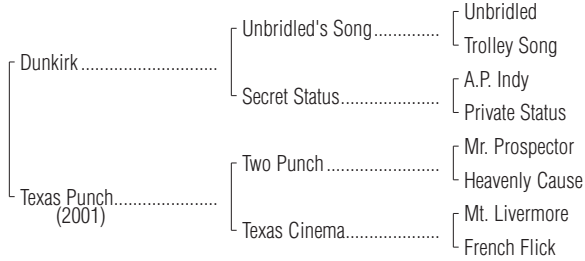 Unbridled
Unbridled's Song..............
Trolley Song
Dunkirk.............................
A.P. Indy
Secret Status.....................
Private Status
Mr. Prospector
Two Punch........................
Heavenly Cause
Texas Punch......................
(2001)
Mt. Livermore
Texas Cinema....................
French Flick